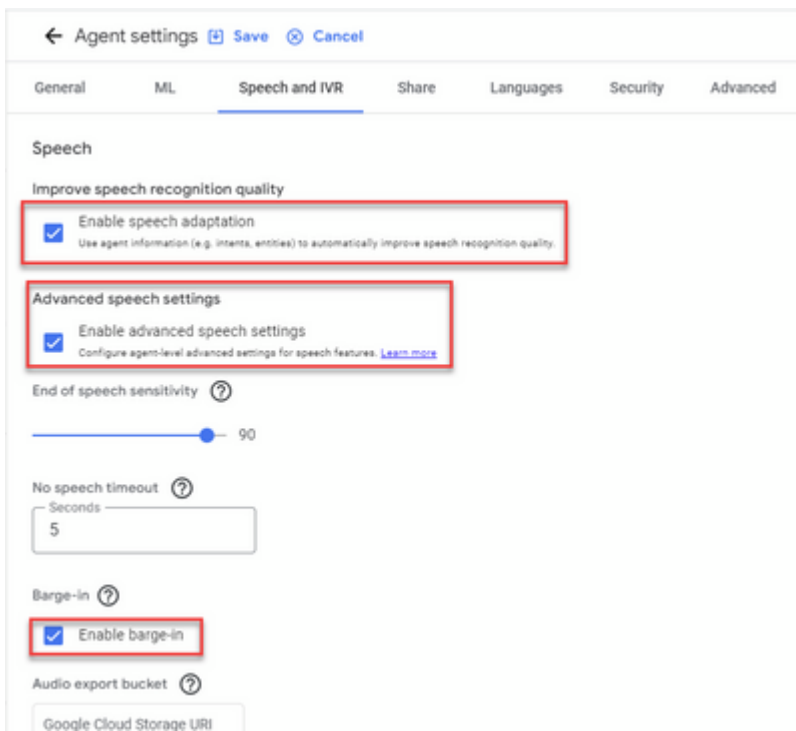 Agent settings Save Cancel
General ML Speech and IVR Share Languages Security Advanced
Speech
Improve speech recognition quality
Enable speech adaptation
Use agent information (e.g. intents, entities) to automatically improve speech recognition quality.
Advanced speech settings
Enable advanced speech settings
Configure agent-level advanced settings for speech features. Learn more
End of speech sensitivity ?
90
No speech timeout ?
Seconds
5
Barge-in ?
Enable barge-in
Audio export bucket ?
Google Cloud Storage URI